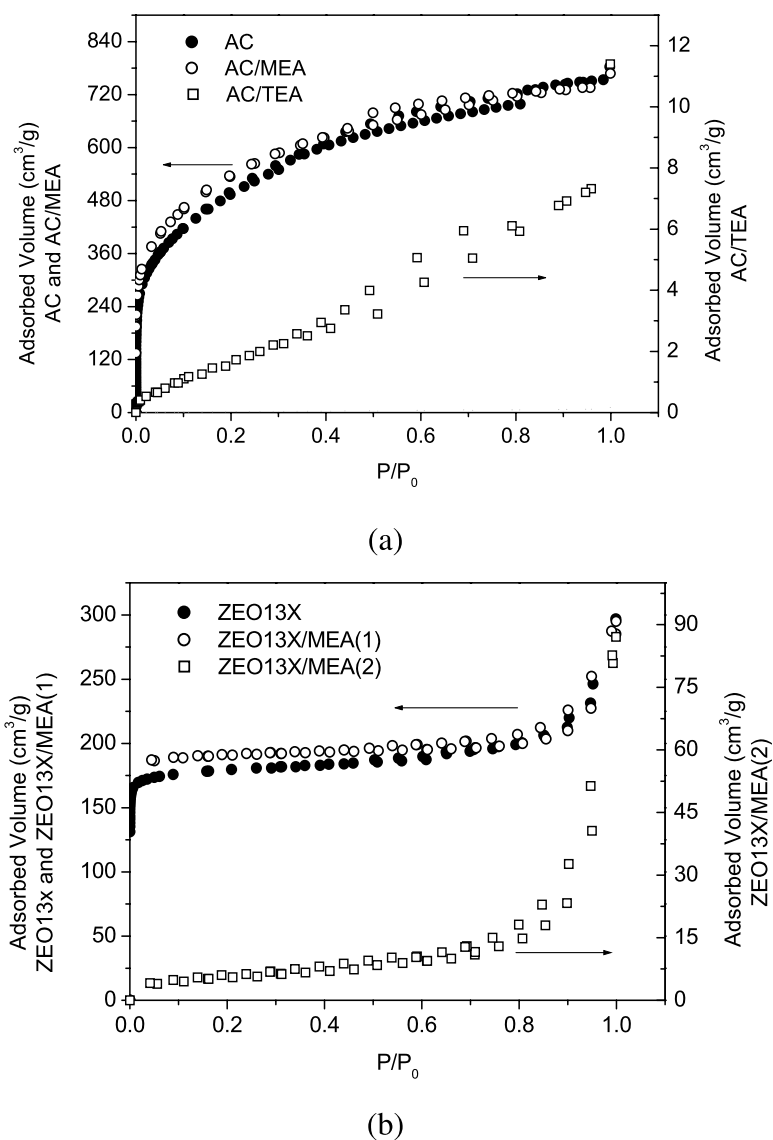 840
720
600
480
360
240
120
0
Adsorbed Volume (cm³/g)
AC and AC/MEA
AC
AC/MEA
AC/TEA
12
10
8
6
4
2
0
Adsorbed Volume (cm³/g)
AC/TEA
0.0 0.2 0.4 0.6 0.8 1.0
P/P₀
(a)
300
250
200
150
100
50
0
Adsorbed Volume (cm³/g)
ZEO13x and ZEO13X/MEA(1)
ZEO13X
ZEO13X/MEA(1)
ZEO13X/MEA(2)
90
75
60
45
30
15
0
Adsorbed Volume (cm³/g)
ZEO13X/MEA(2)
0.0 0.2 0.4 0.6 0.8 1.0
P/P₀
(b)